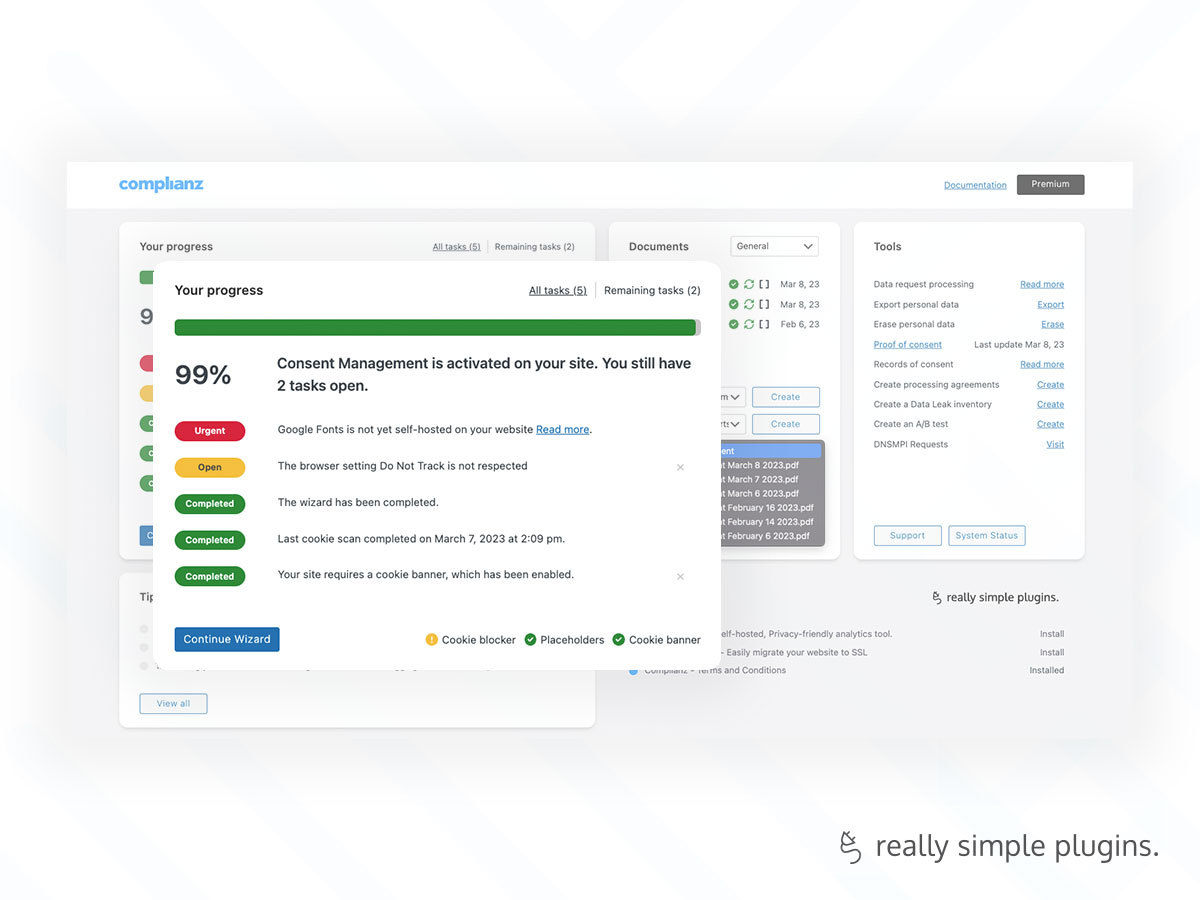 complianz
Documentation
Premium
Your progress
All tasks (5)
Remaining tasks (2)
Your progress
All tasks (5)
Remaining tasks (2)
99%
Consent Management is activated on your site. You still have
2 tasks open.
Urgent
Google Fonts is not yet self-hosted on your website Read more.
Open
The browser setting Do Not Track is not respected
Completed
The wizard has been completed.
Completed
Last cookie scan completed on March 7, 2023 at 2:09 pm.
Completed
Your site requires a cookie banner, which has been enabled.
Continue Wizard
Cookie blocker
Placeholders
Cookie banner
View all
Documents
General
Mar 8, 23
Mar 8, 23
Feb 6, 23
Create
Create
March 8 2023.pdf
March 7 2023.pdf
March 6 2023.pdf
February 16 2023.pdf
February 14 2023.pdf
February 6 2023.pdf
Tools
Data request processing Read more
Export personal data Export
Erase personal data Erase
Proof of consent Last update Mar 8, 23
Records of consent Read more
Create processing agreements Create
Create a Data Leak inventory Create
Create an A/B test Create
DNSMPI Requests Visit
Support
System Status
really simple plugins.
elf-hosted, Privacy-friendly analytics tool. Install
- Easily migrate your website to SSL Install
Complianz - Terms and Conditions Installed
really simple plugins.